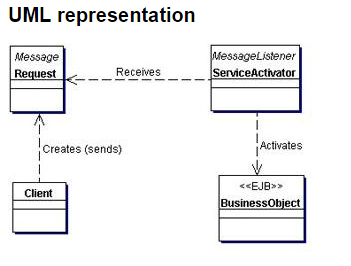 UML representation
Message
Request
Receives
MessageListener
ServiceActivator
Creates (sends)
Activates
Client
<<EJB>>
BusinessObject